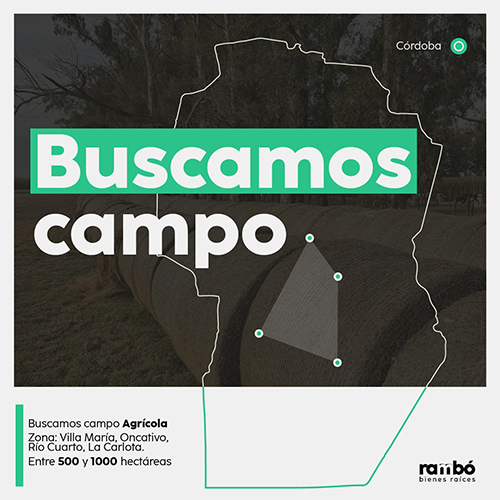 Córdoba
Buscamos
campo
Buscamos campo Agrícola
Zona: Villa María, Oncativo,
Río Cuarto, La Carlota.
Entre 500 y 1000 hectáreas
rambó
bienes raíces